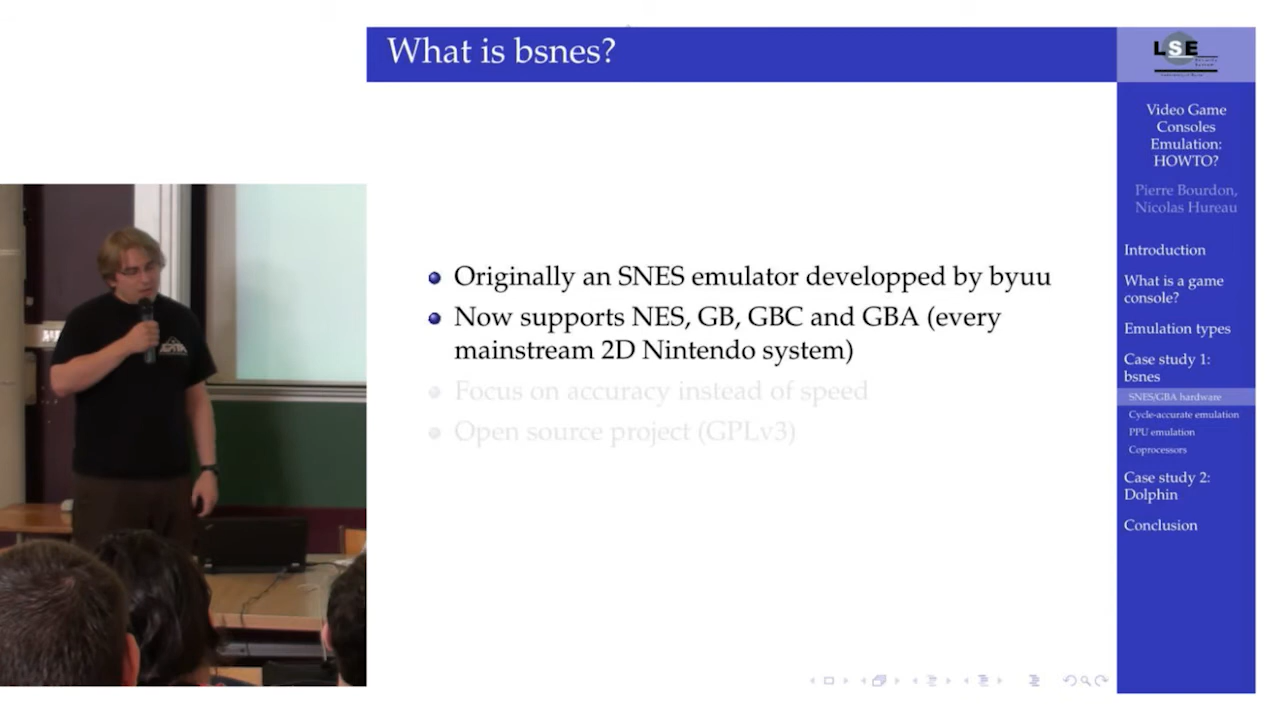 What is bsnes?
Originally an SNES emulator developped by byuu
Now supports NES, GB, GBC and GBA (every
mainstream 2D Nintendo system)
Focus on accuracy instead of speed
Open source project (GPLv3)
LSE
Video Game
Consoles
Emulation:
HOWTO?
Pierre Bourdon,
Nicolas Hureau
Introduction
What is a game
console?
Emulation types
Case study 1:
bsnes
SNES/GBA hardware
Cycle-accurate emulation
PPU emulation
Coprocessors
Case study 2:
Dolphin
Conclusion